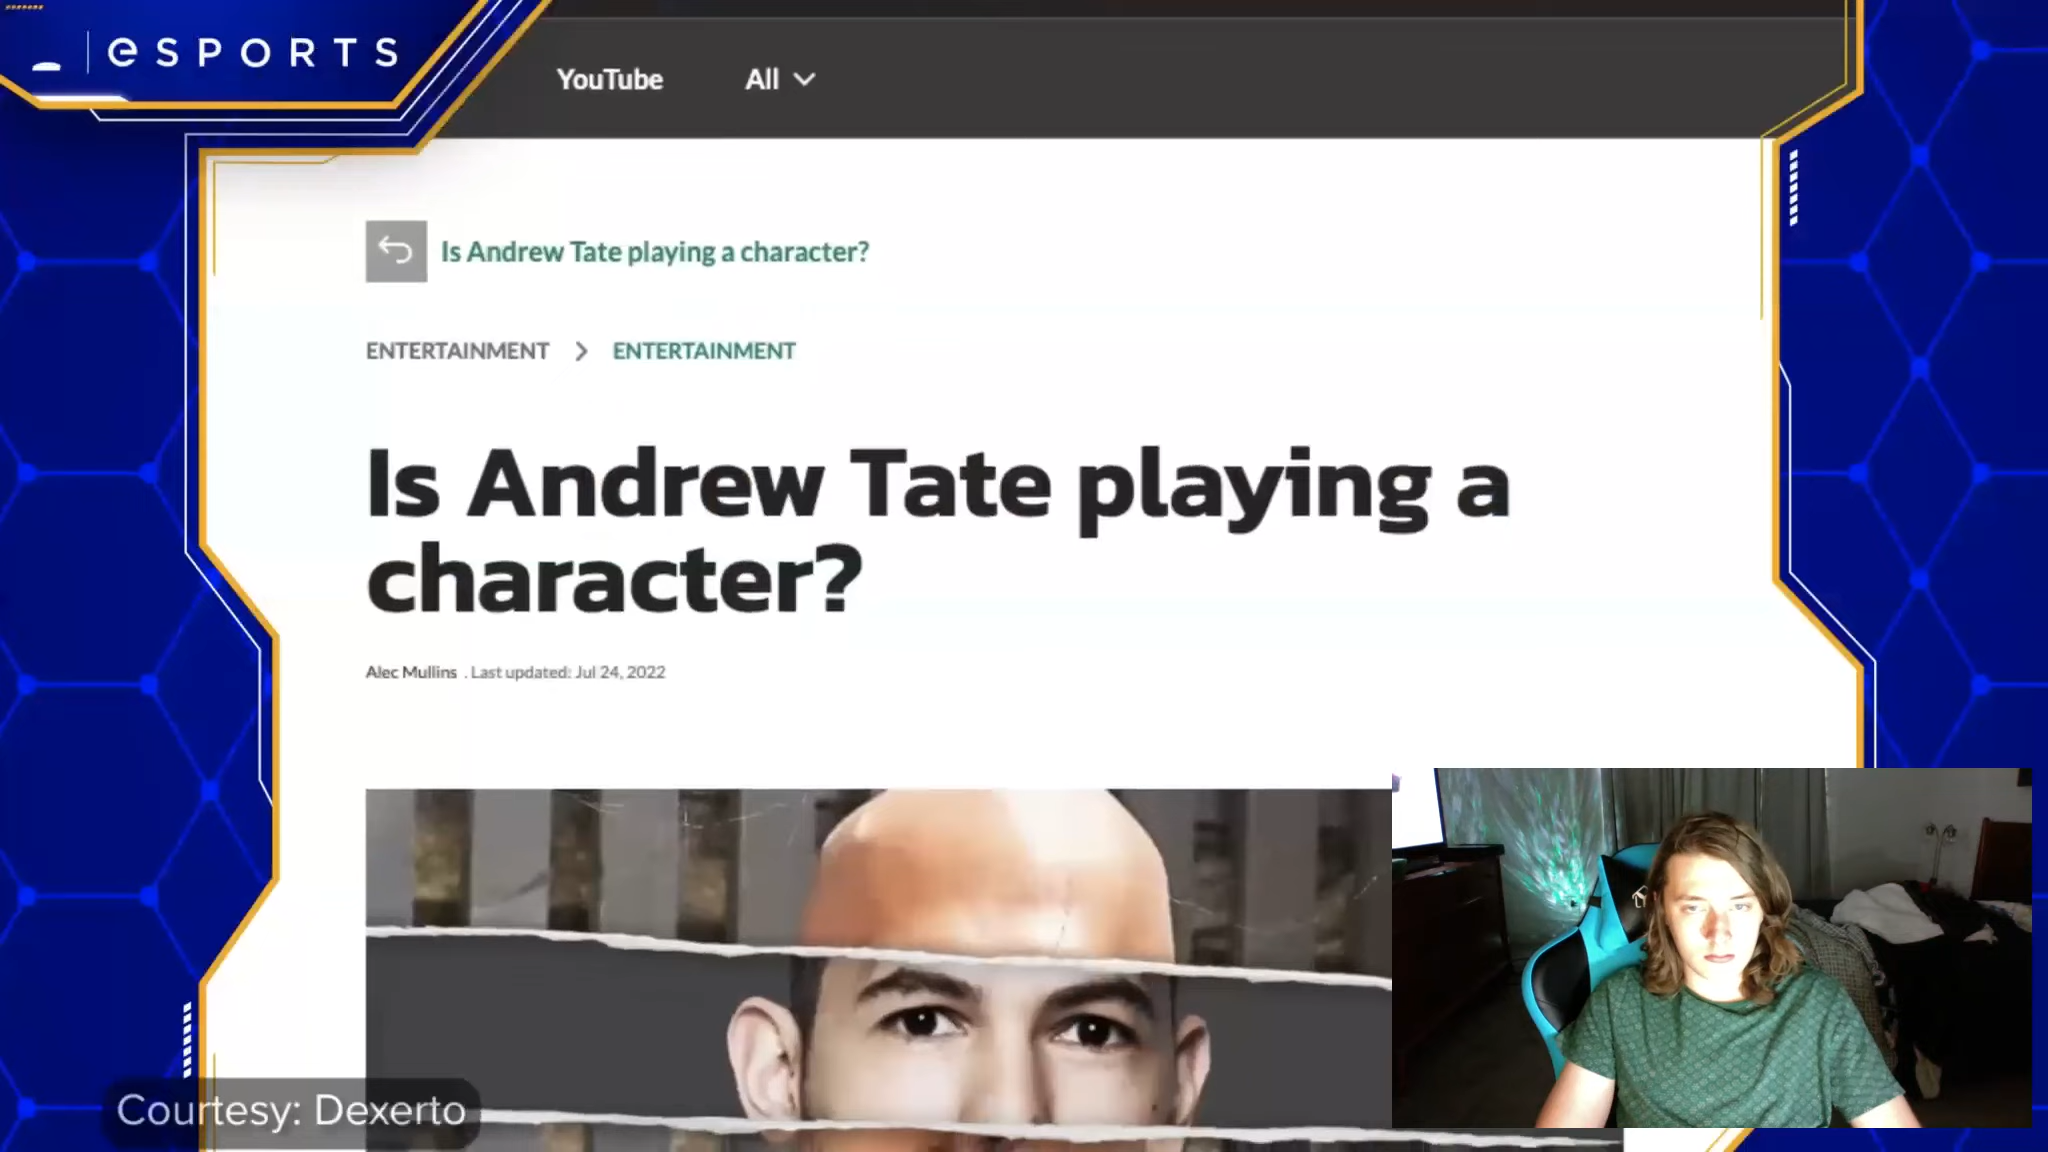 eSPORTS
YouTube
All
Is Andrew Tate playing a character?
ENTERTAINMENT > ENTERTAINMENT
Is Andrew Tate playing a
character?
Alec Mullins . Last updated: Jul 24, 2022
Courtesy: Dexerto